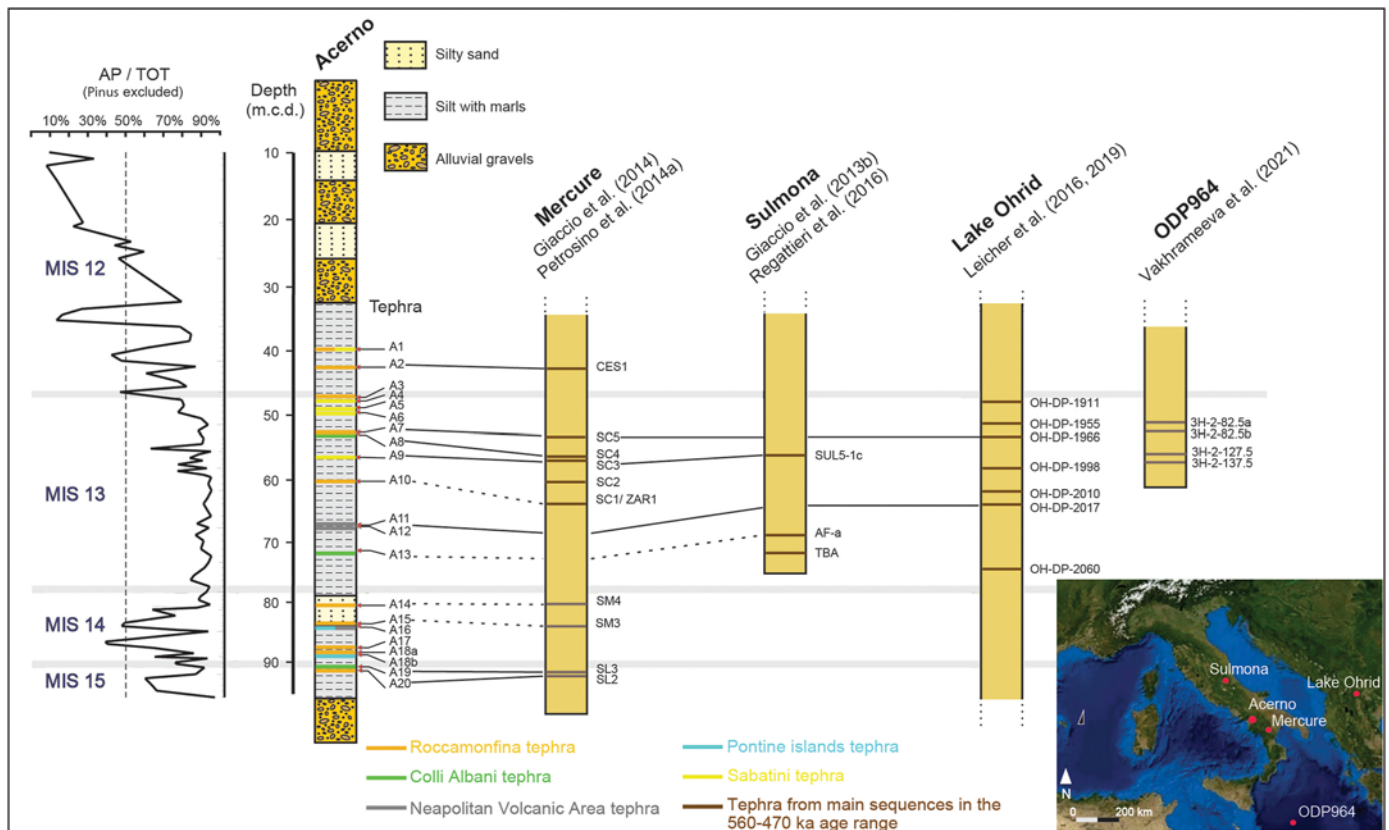 AP / TOT
(Pinus excluded)
10% 30% 50% 70% 90%
Depth
(m.c.d.)
10
20
30
40
50
60
70
80
90
MIS 12
MIS 13
MIS 14
MIS 15
Acerno
Silty sand
Silt with marls
Alluvial gravels
Tephra
A1
A2
A3
A4
A5
A6
A7
A8
A9
A10
A11
A12
A13
A14
A15
A16
A17
A18a
A18b
A19
A20
Mercure
Giaccio et al. (2014)
Petrosino et al. (2014a)
CES1
SC5
SC4
SC3
SC2
SC1/ ZAR1
SM4
SM3
SL3
SL2
Sulmona
Giaccio et al. (2013b)
Regattieri et al. (2016)
SUL5-1c
AF-a
TBA
Lake Ohrid
Leicher et al. (2016, 2019)
OH-DP-1911
OH-DP-1955
OH-DP-1966
OH-DP-1998
OH-DP-2010
OH-DP-2017
OH-DP-2060
ODP964
Vakhrameeva et al. (2021)
3H-2-82.5a
3H-2-82.5b
3H-2-127.5
3H-2-137.5
Roccamonfina tephra
Colli Albani tephra
Neapolitan Volcanic Area tephra
Pontine islands tephra
Sabatini tephra
Tephra from main sequences in the
560-470 ka age range
Sulmona
Lake Ohrid
Acerno
Mercure
ODP964
N
0 200 km